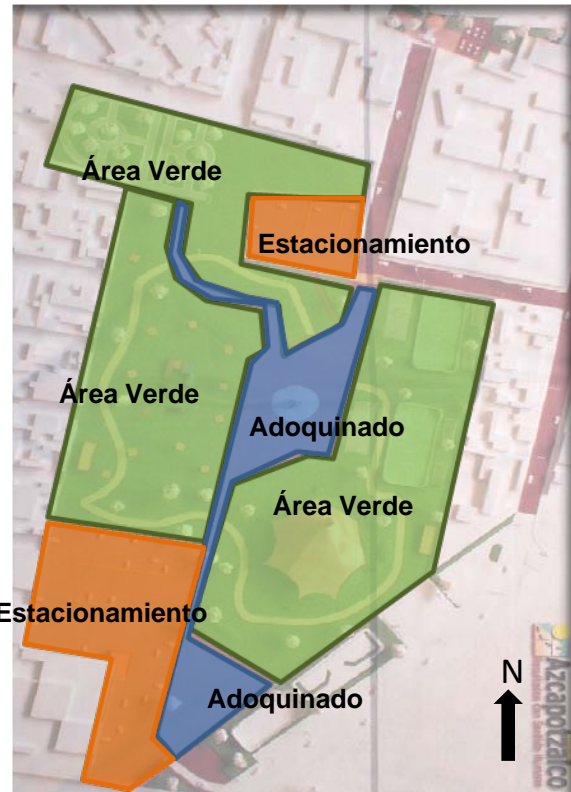 Área Verde
Estacionamiento
Área Verde
Adoquinado
Área Verde
Estacionamiento
Adoquinado
N
Azcapotzalco